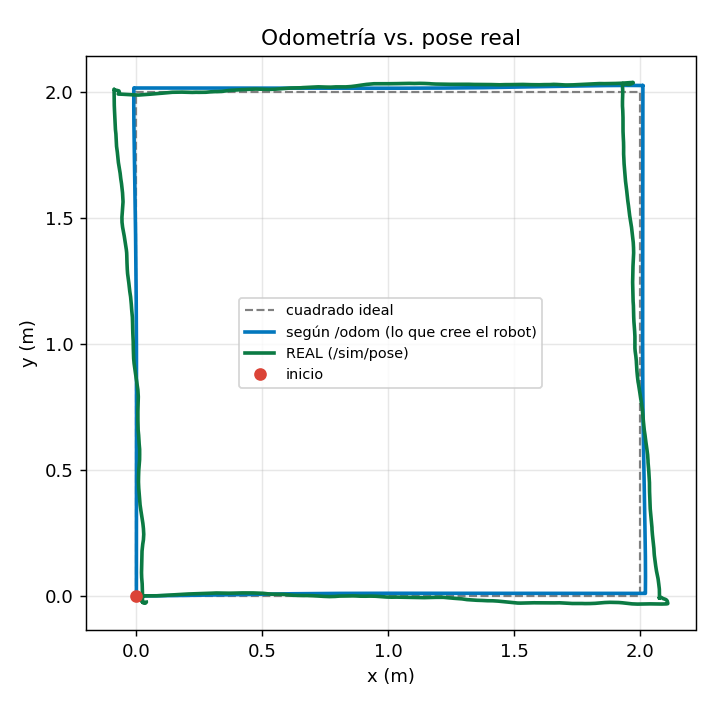 Odometría vs. pose real
2.0
1.5
1.0
0.5
0.0
y (m)
cuadrado ideal
según /odom (lo que cree el robot)
REAL (/sim/pose)
inicio
0.0 0.5 1.0 1.5 2.0
x (m)